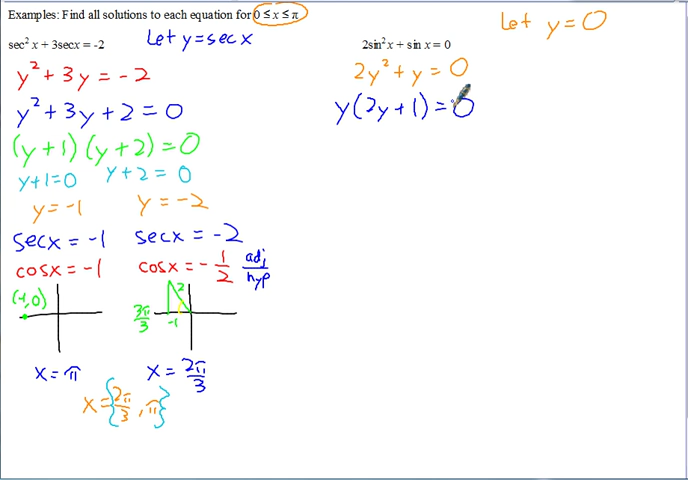 Examples: Find all solutions to each equation for 0 ≤ x ≤ π
Let y = 0
sec² x + 3secx = -2
Let y = sec x
2sin² x + sin x = 0
y² + 3y = -2
2y² + y = 0
y² + 3y + 2 = 0
y(2y + 1) = 0
(y+1)(y+2) = 0
y+1=0 y+2 = 0
y = -1 y = -2
secx = -1 secx = -2
cosx = -1 cosx = -1/2 adj/hyp
(-1,0)
2
3π/3 -1
x = π x = 2π/3
x = {2π/3, π}